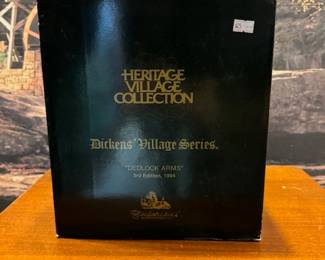 HERITAGE
VILLAGE
COLLECTION
Dickens' Village Series.
"DEDLOCK ARMS"
3rd Edition, 1994